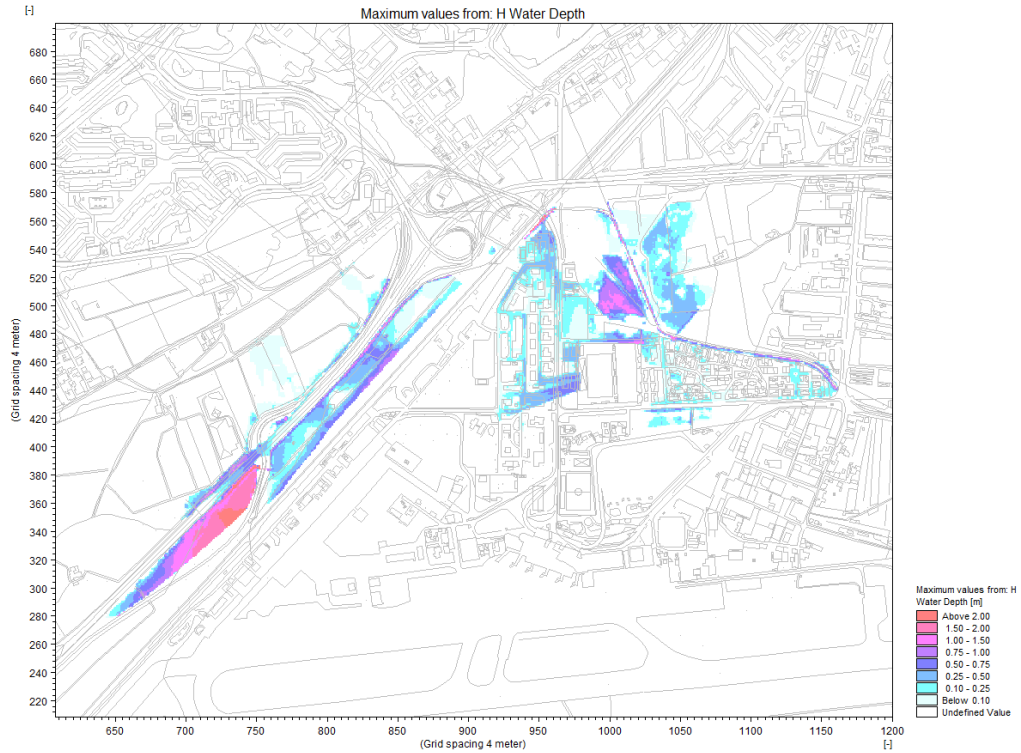 [-]
Maximum values from: H Water Depth
680
660
640
620
600
580
560
540
520
500
480
460
440
420
400
380
360
340
320
300
280
260
240
220
(Grid spacing 4 meter)
650 700 750 800 850 900 950 1000 1050 1100 1150 1200
(Grid spacing 4 meter)
[-]
Maximum values from: H
Water Depth [m]
Above 2.00
1.50 - 2.00
1.00 - 1.50
0.75 - 1.00
0.50 - 0.75
0.25 - 0.50
0.10 - 0.25
Below 0.10
Undefined Value